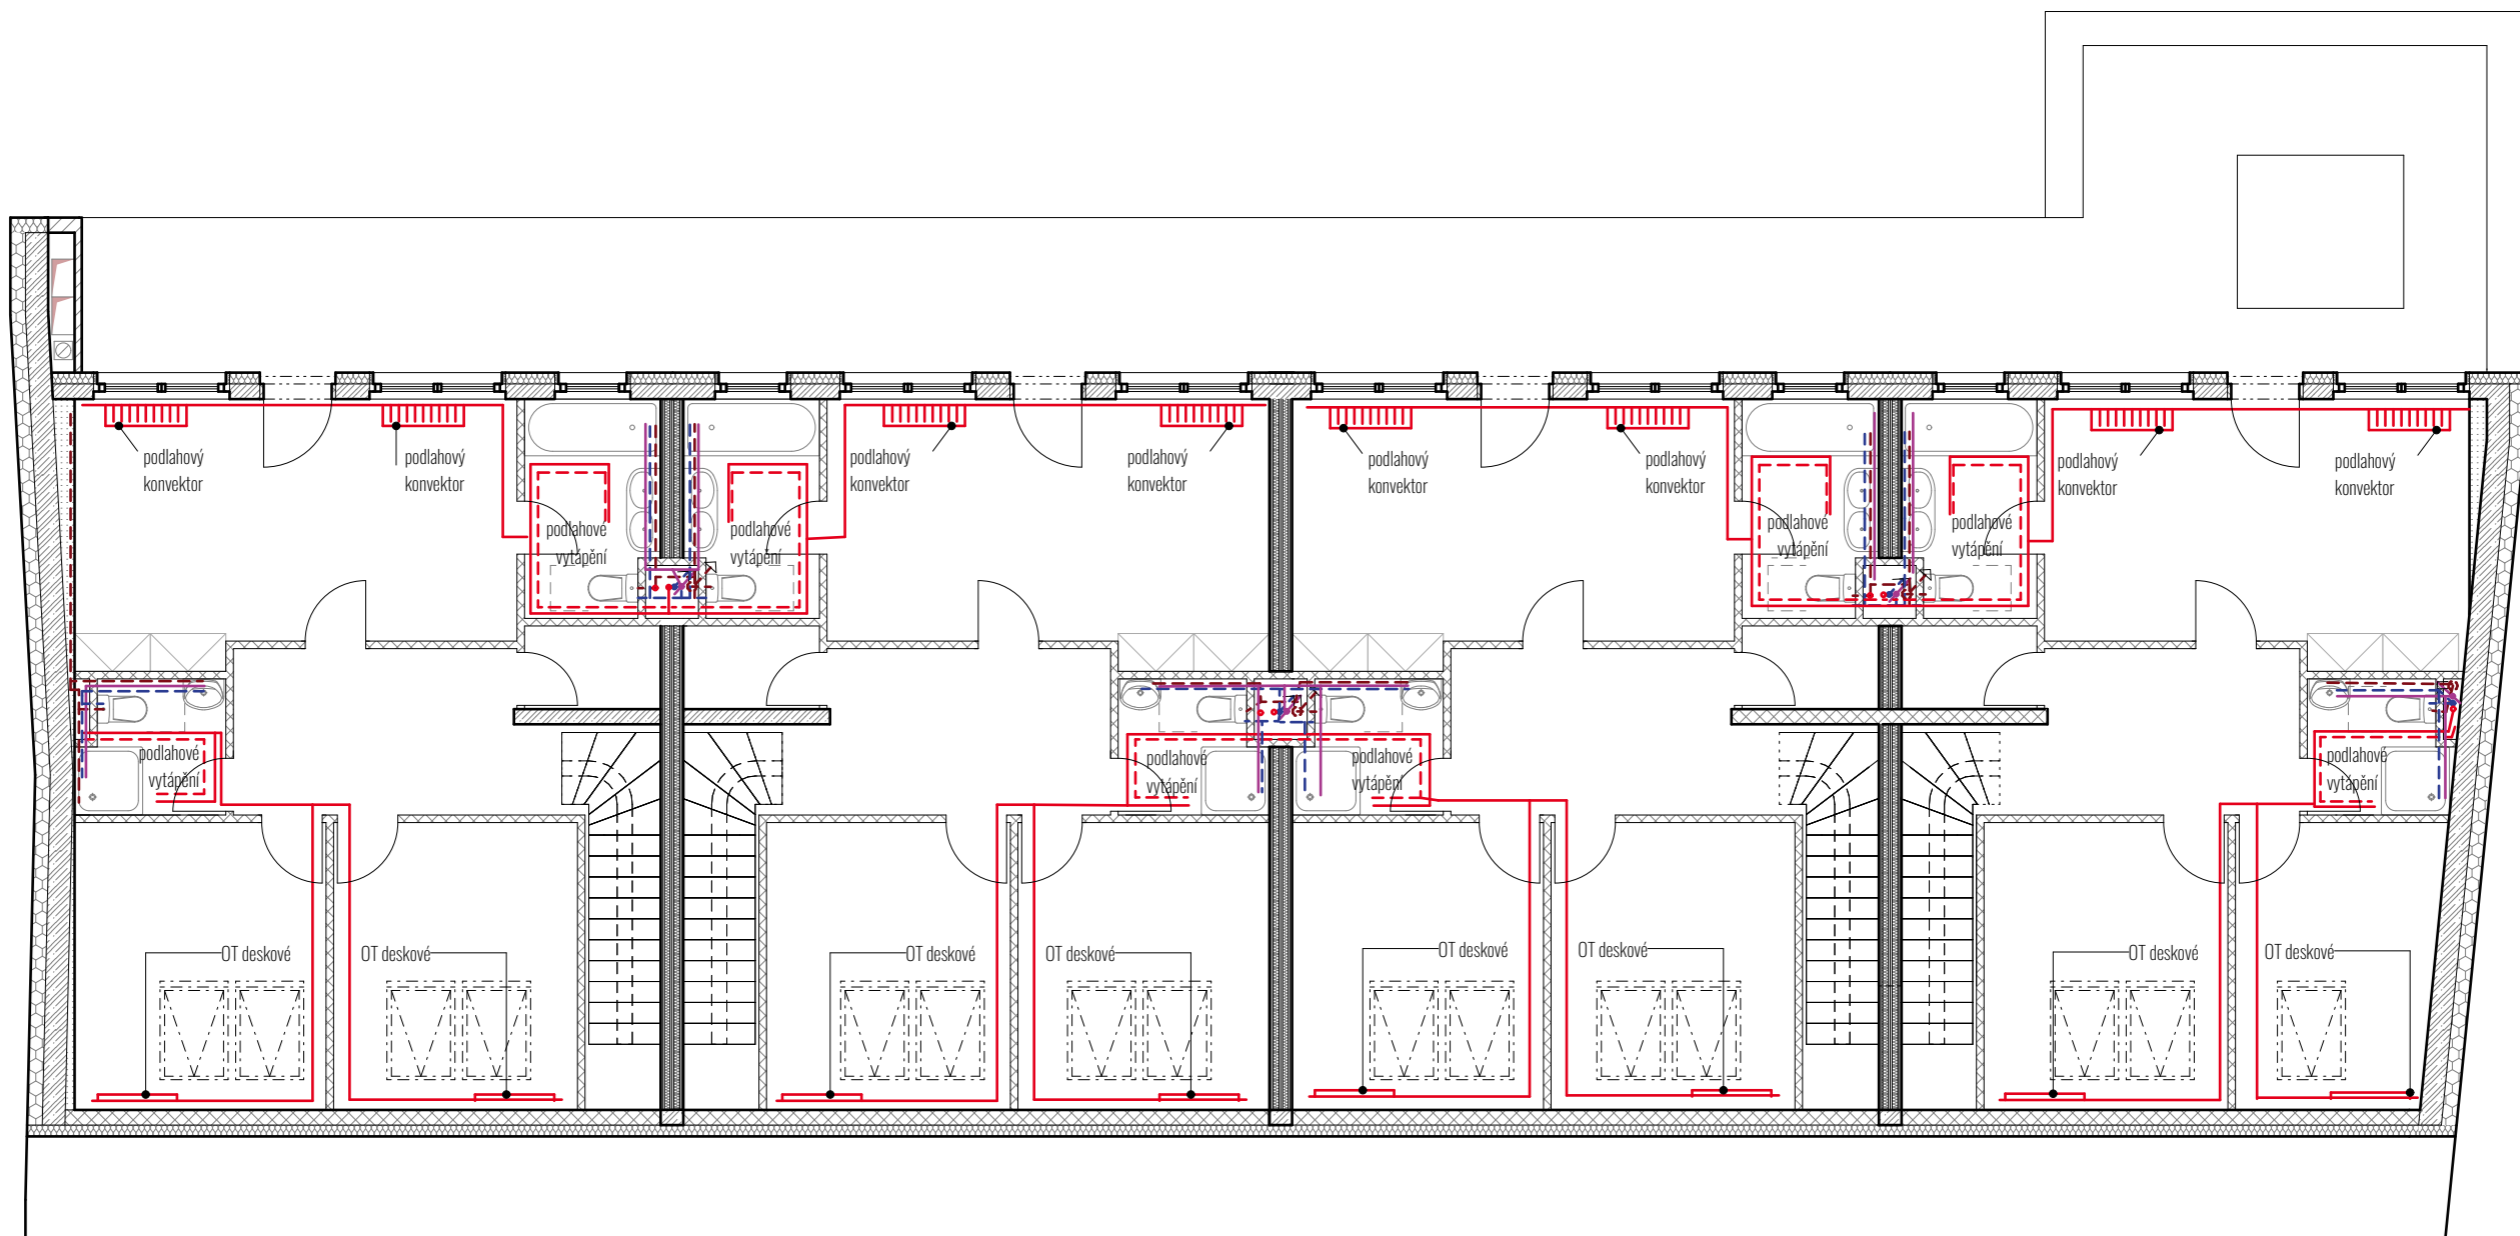 podlahový
konvektor
podlahový
konvektor
podlahový
konvektor
podlahový
konvektor
podlahový
konvektor
podlahový
konvektor
podlahový
konvektor
podlahový
konvektor
podlahové
vytápění
podlahové
vytápění
podlahové
vytápění
podlahové
vytápění
podlahové
vytápění
podlahové
vytápění
podlahové
vytápění
podlahové
vytápění
OT deskové
OT deskové
OT deskové
OT deskové
OT deskové
OT deskové
OT deskové
OT deskové